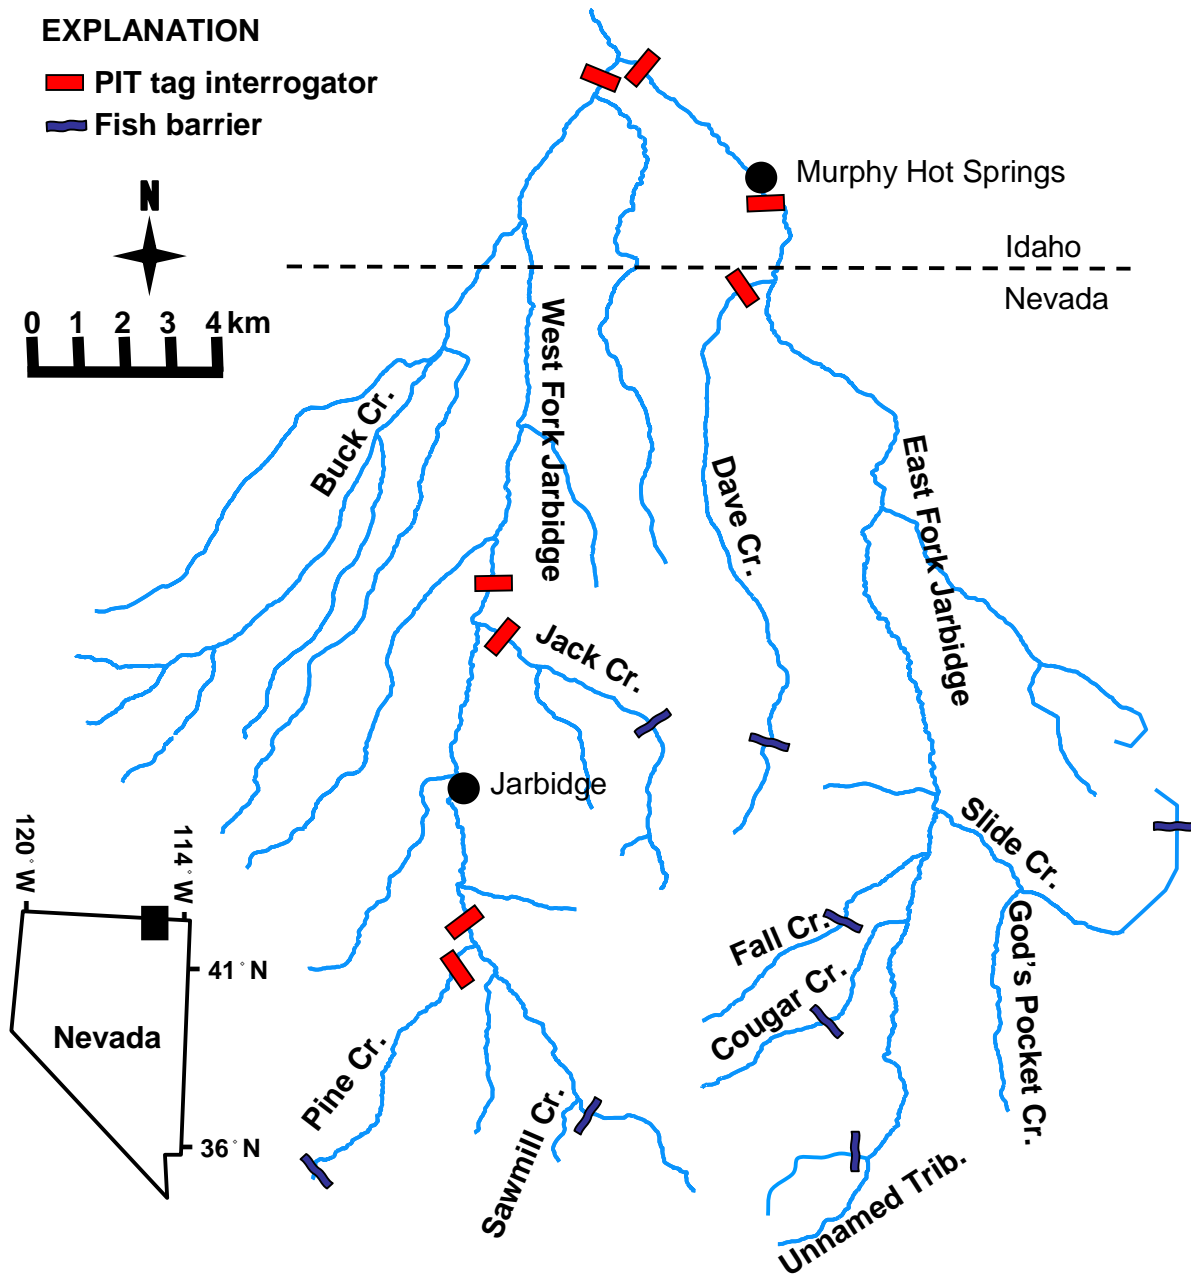 EXPLANATION
PIT tag interrogator
Fish barrier
N
0 1 2 3 4 km
Murphy Hot Springs
Idaho
Nevada
West Fork Jarbidge
Buck Cr.
Dave Cr.
East Fork Jarbidge
Jack Cr.
Jarbidge
Slide Cr.
Fall Cr.
Cougar Cr.
God's Pocket Cr.
Pine Cr.
Sawmill Cr.
Unnamed Trib.
120° W
114° W
41° N
Nevada
36° N